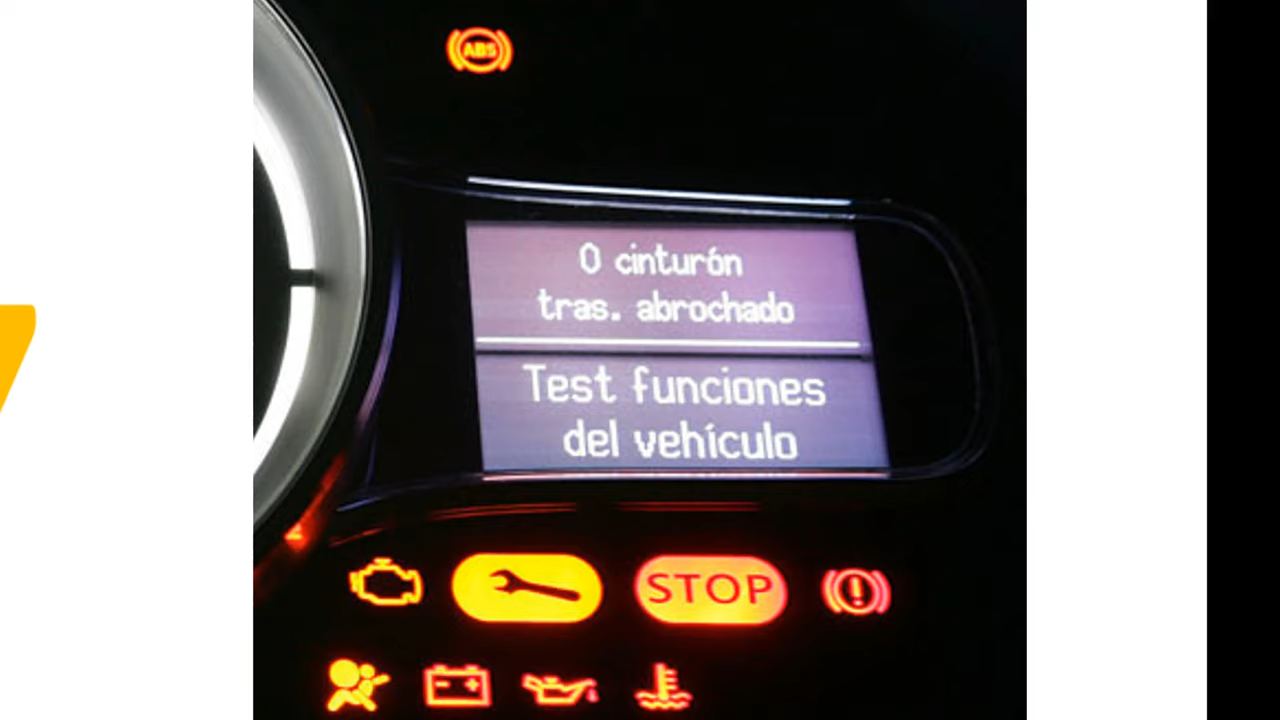 ABS
0 cinturón
tras. abrochado
Test funciones
del vehículo
STOP